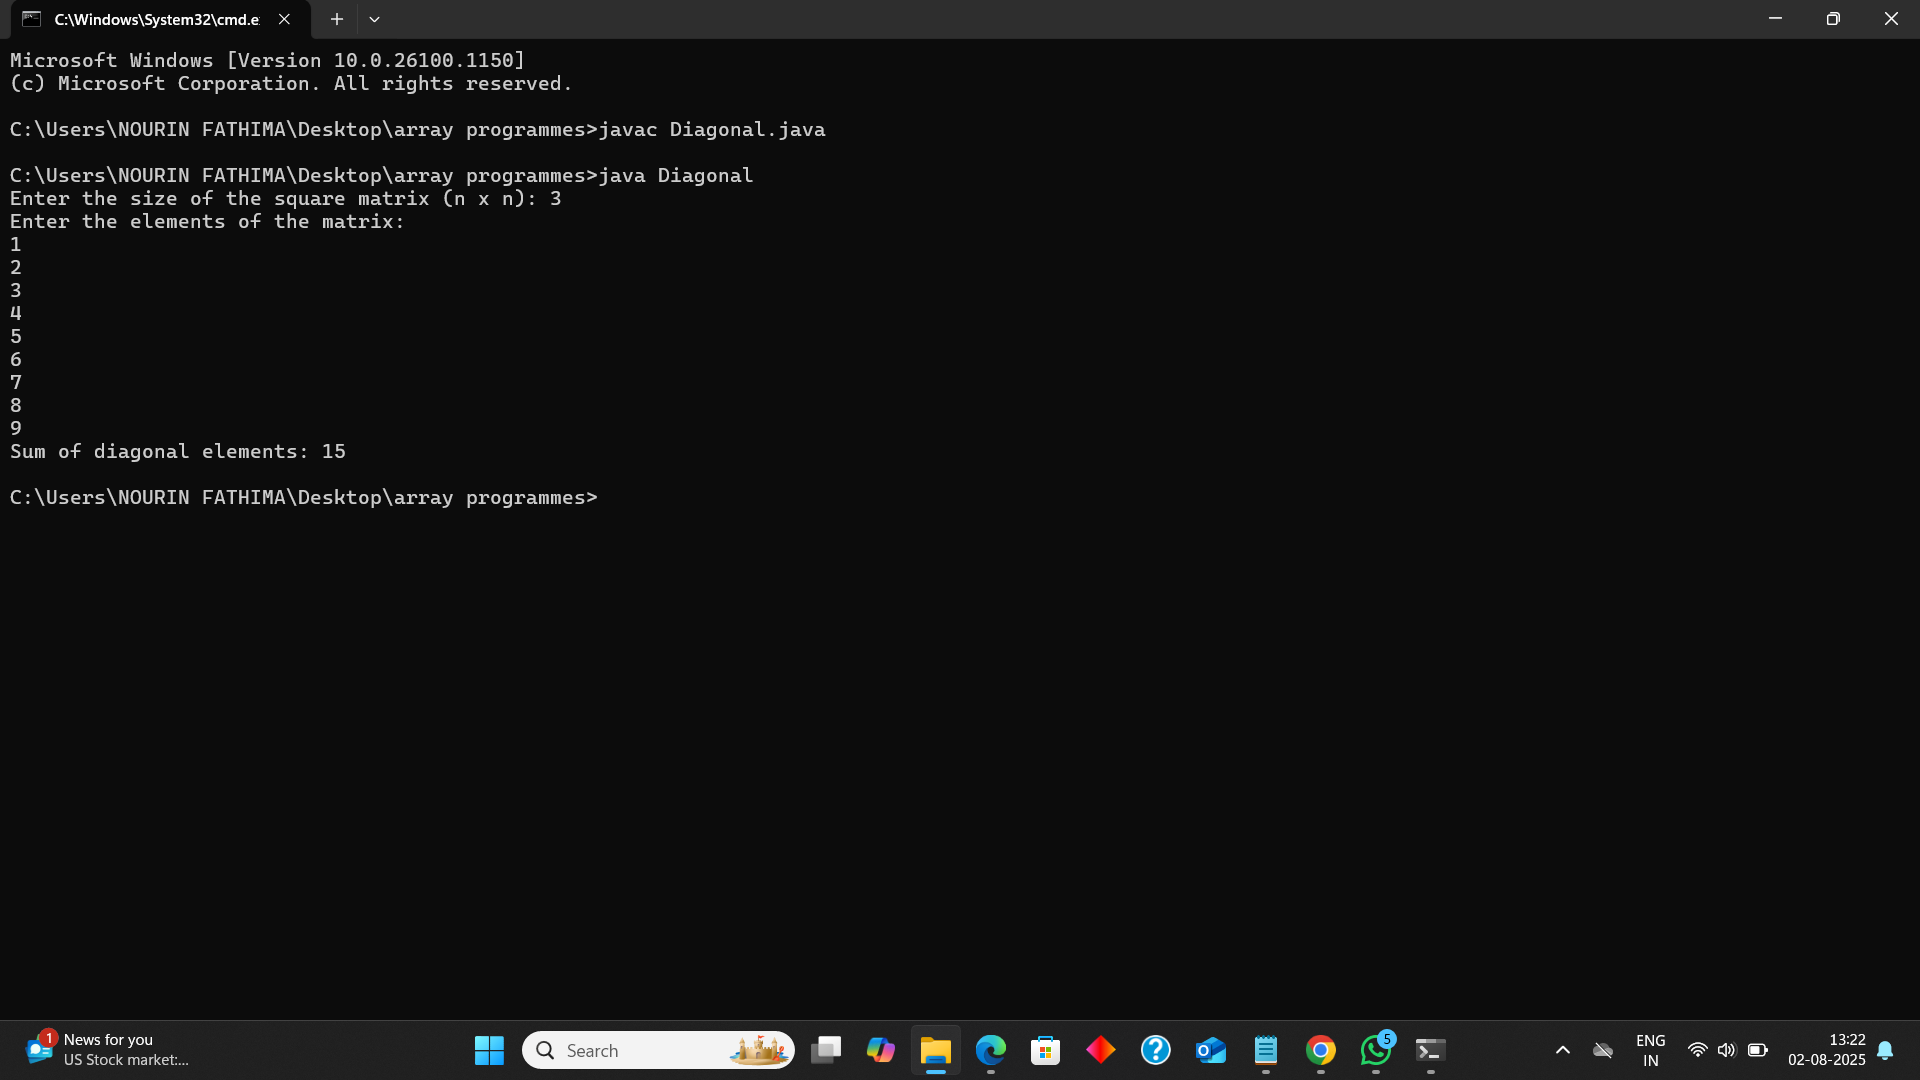 C:\Windows\System32\cmd.e
Microsoft Windows [Version 10.0.26100.1150]
(c) Microsoft Corporation. All rights reserved.
C:\Users\NOURIN FATHIMA\Desktop\array programmes>javac Diagonal.java
C:\Users\NOURIN FATHIMA\Desktop\array programmes>java Diagonal
Enter the size of the square matrix (n x n): 3
Enter the elements of the matrix:
1
2
3
4
5
6
7
8
9
Sum of diagonal elements: 15
C:\Users\NOURIN FATHIMA\Desktop\array programmes>
1
News for you
US Stock market:...
Search
5
ENG
IN
13:22
02-08-2025